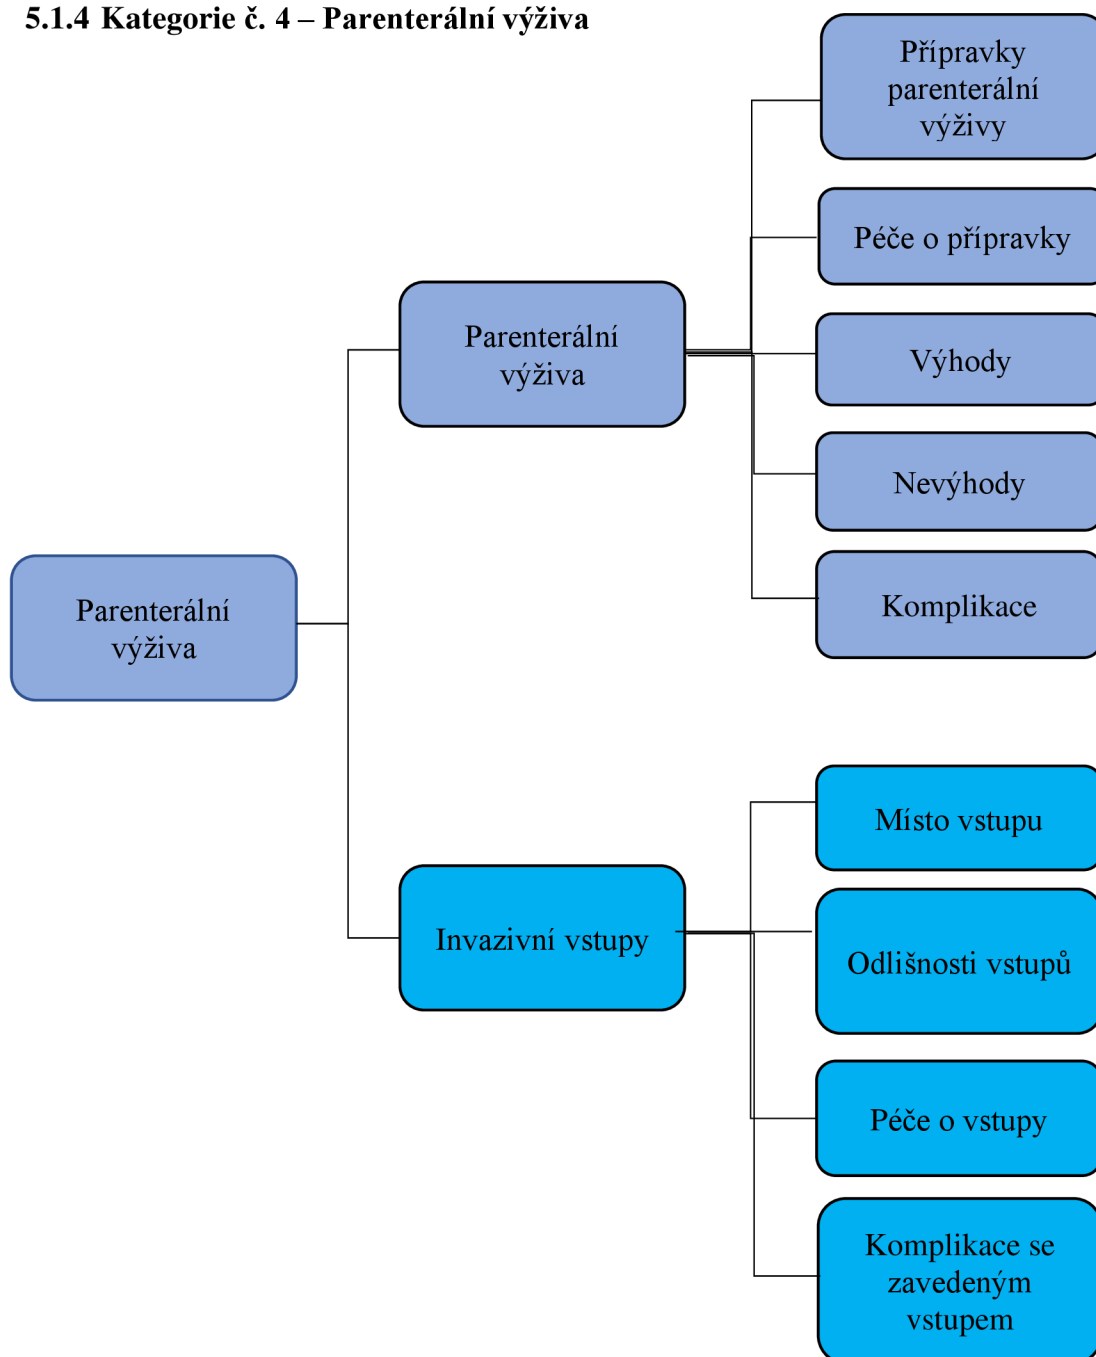 5.1.4 Kategorie č. 4 – Parenterální výživa
Přípravky
parenterální
výživy
Péče o přípravky
Parenterální
výživa
Výhody
Nevýhody
Komplikace
Parenterální
výživa
Místo vstupu
Invazivní vstupy
Odlišnosti vstupů
Péče o vstupy
Komplikace se
zavedeným
vstupem